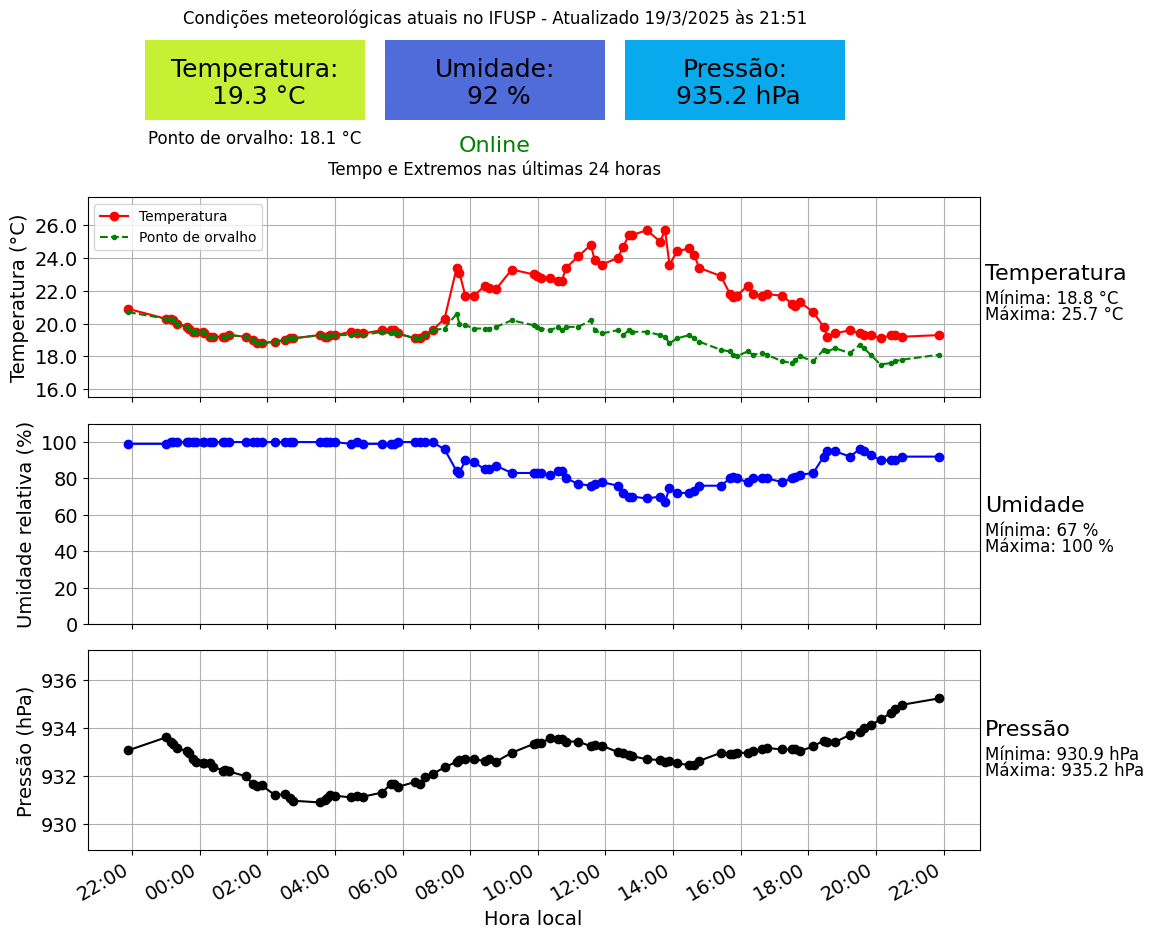 Condições meteorológicas atuais no IFUSP - Atualizado 19/3/2025 às 21:51
Temperatura:
19.3 °C
Umidade:
92 %
Pressão:
935.2 hPa
Ponto de orvalho: 18.1 °C
Online
Tempo e Extremos nas últimas 24 horas
Temperatura (°C)
26.0
24.0
22.0
20.0
18.0
16.0
Temperatura
Ponto de orvalho
Temperatura
Mínima: 18.8 °C
Máxima: 25.7 °C
Umidade relativa (%)
100
80
60
40
20
0
Umidade
Mínima: 67 %
Máxima: 100 %
Pressão (hPa)
936
934
932
930
Pressão
Mínima: 930.9 hPa
Máxima: 935.2 hPa
22:00 00:00 02:00 04:00 06:00 08:00 10:00 12:00 14:00 16:00 18:00 20:00 22:00
Hora local